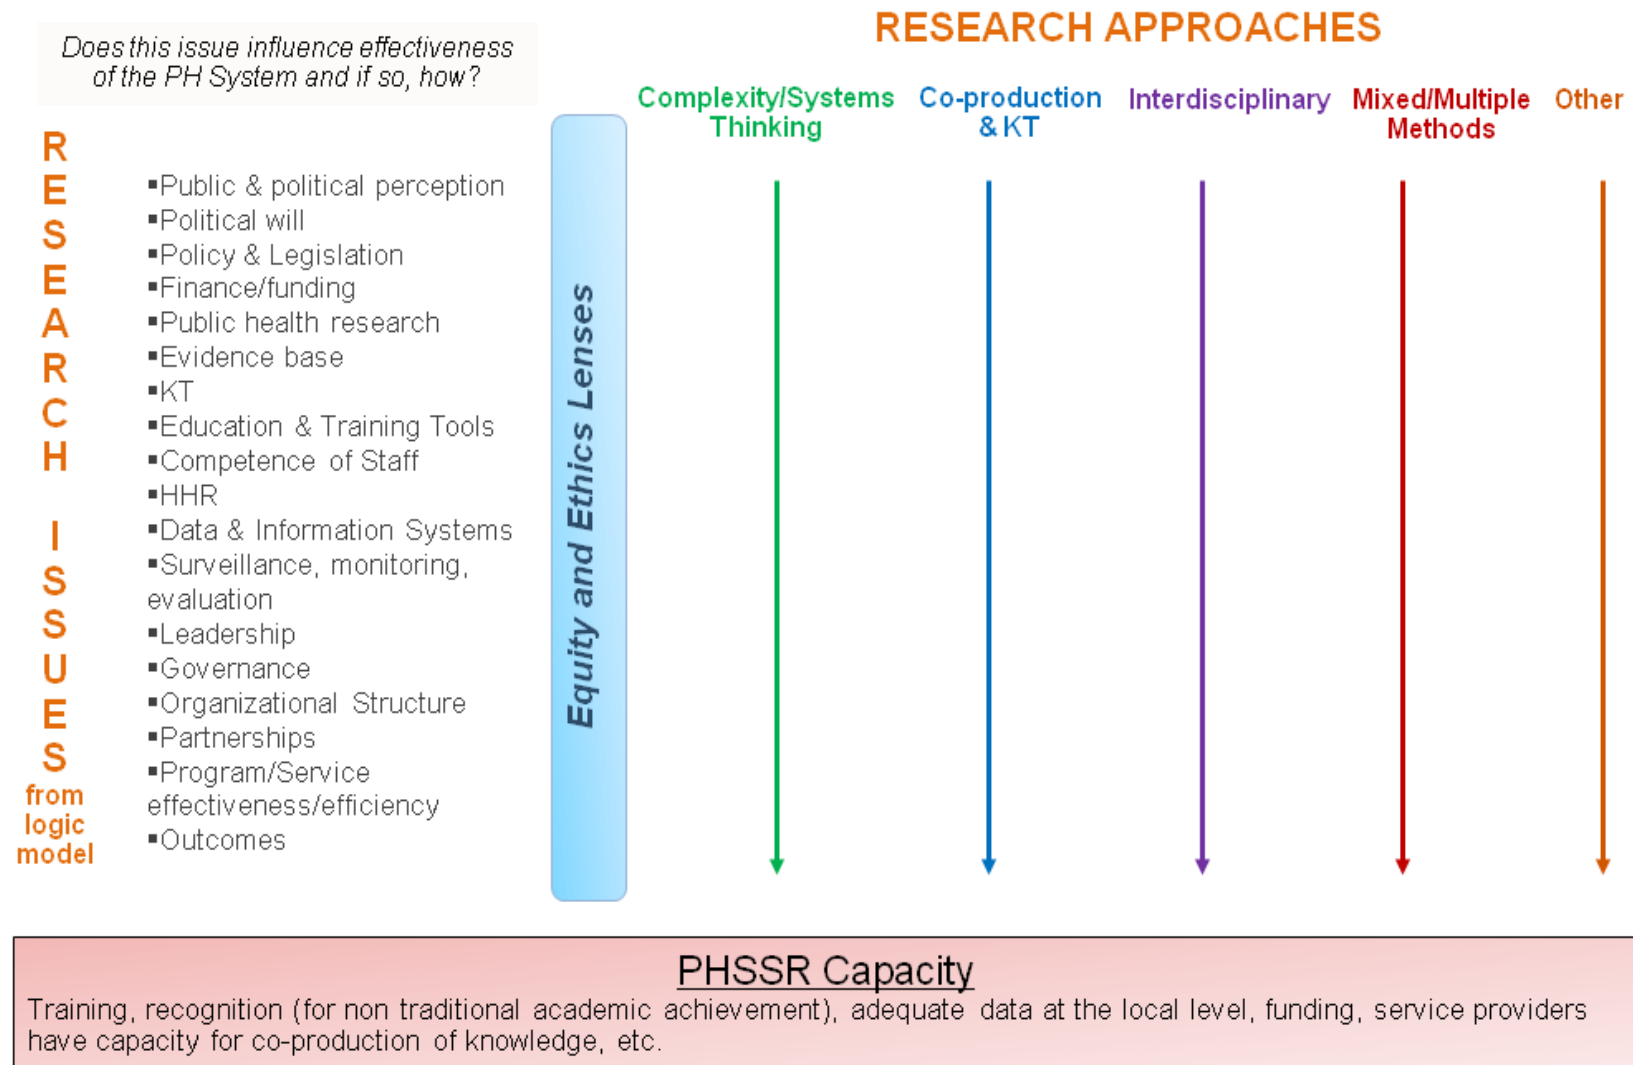 Does this issue influence effectiveness
of the PH System and if so, how?
RESEARCH APPROACHES
Complexity/Systems
Thinking
Co-production
& KT
Interdisciplinary
Mixed/Multiple
Methods
Other
RESEARCH
ISSUES
from
logic
model
▪Public & political perception
▪Political will
▪Policy & Legislation
▪Finance/funding
▪Public health research
▪Evidence base
▪KT
▪Education & Training Tools
▪Competence of Staff
▪HHR
▪Data & Information Systems
▪Surveillance, monitoring,
evaluation
▪Leadership
▪Governance
▪Organizational Structure
▪Partnerships
▪Program/Service
effectiveness/efficiency
▪Outcomes
Equity and Ethics Lenses
PHSSR Capacity
Training, recognition (for non traditional academic achievement), adequate data at the local level, funding, service providers
have capacity for co-production of knowledge, etc.